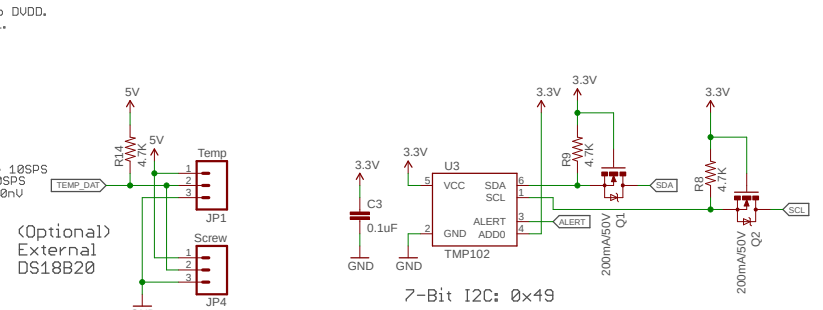 o DVDD.
5V
R14
4.7K
5V
10SPS
0SPS
0nV
TEMP_DAT
Temp
1
2
3
JP1
(Optional)
External
DS18B20
Screw
1
2
3
JP4
3.3V
C3
0.1uF
GND
3.3V
GND
U3
5
VCC
SDA
6
SCL
1
ALERT
3
2
GND
ADD0
4
TMP102
ALERT
3.3V
3.3V
R9
4.7K
SDA
Q1
200mA/50V
3.3V
R8
4.7K
SCL
Q2
200mA/50V
7-Bit I2C: 0x49